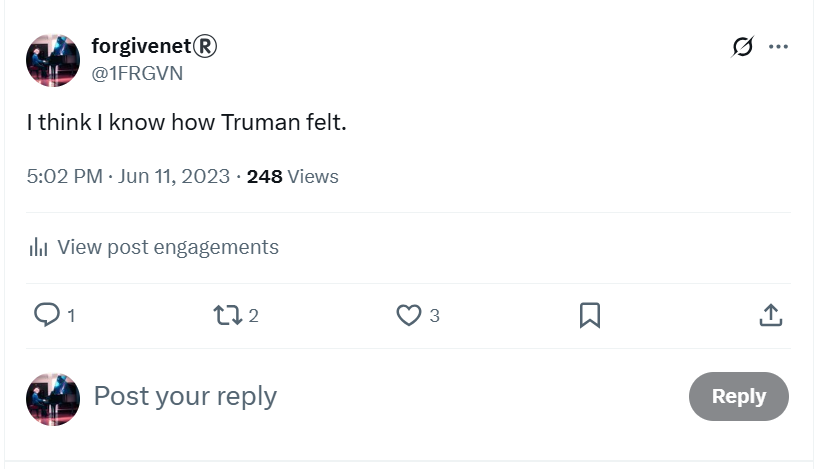 forgivenet®
@1FRGVN
I think I know how Truman felt.
5:02 PM · Jun 11, 2023 · 248 Views
View post engagements
1 2 3
Post your reply
Reply